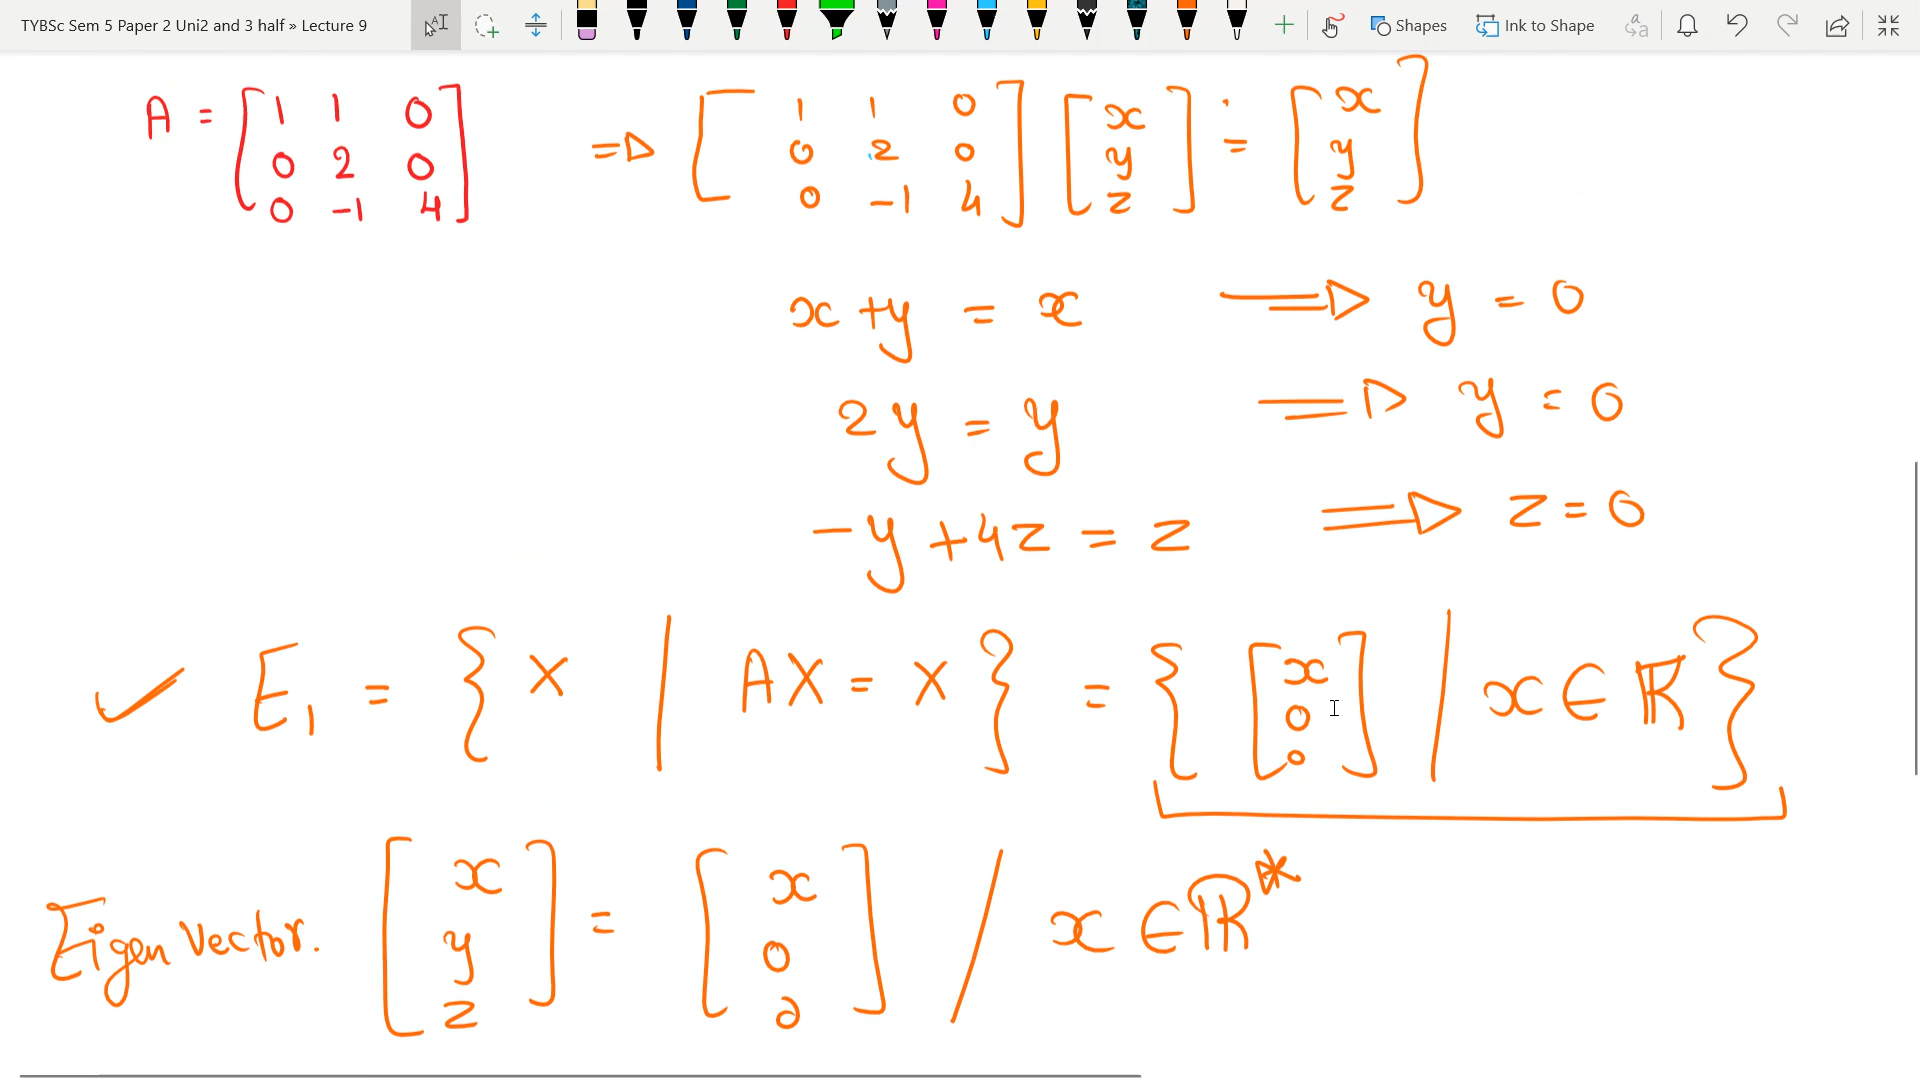 TYBSc Sem 5 Paper 2 Uni2 and 3 half » Lecture 9 Shapes Ink to Shape
A = [1 1 0 ; 0 2 0 ; 0 -1 4] ⇒ [1 1 0 ; 0 2 0 ; 0 -1 4] [x ; y ; z] = [x ; y ; z]
x + y = x ⇒ y = 0
2y = y ⇒ y = 0
-y + 4z = z ⇒ z = 0
✓ E₁ = { X | AX = X } = { [x ; 0 ; 0] | x ∈ ℝ }
Eigen Vector. [x ; y ; z] = [x ; 0 ; 0] / x ∈ ℝ*